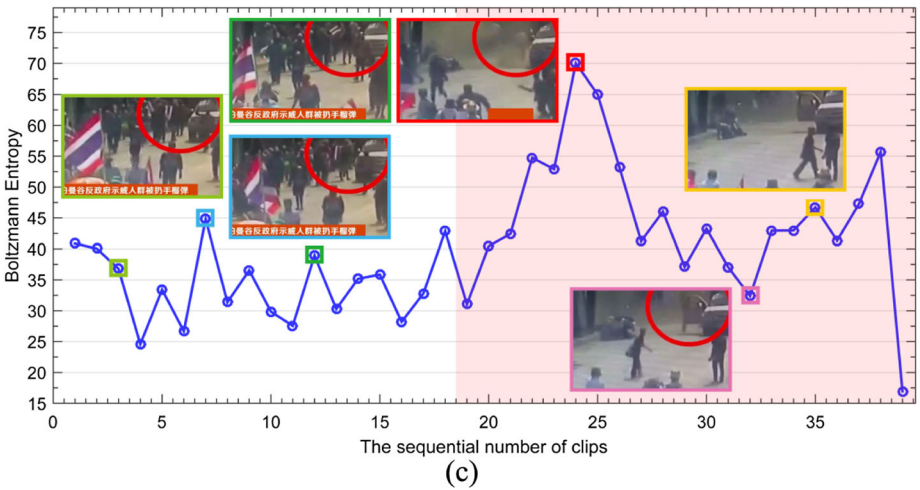 75
70
65
60
55
50
45
40
35
30
25
20
15
Boltzmann Entropy
的曼谷反政府示威人群被扔手榴弹
的曼谷反政府示威人群被扔手榴弹
的曼谷反政府示威人群被扔手榴弹
0 5 10 15 20 25 30 35
The sequential number of clips
(c)